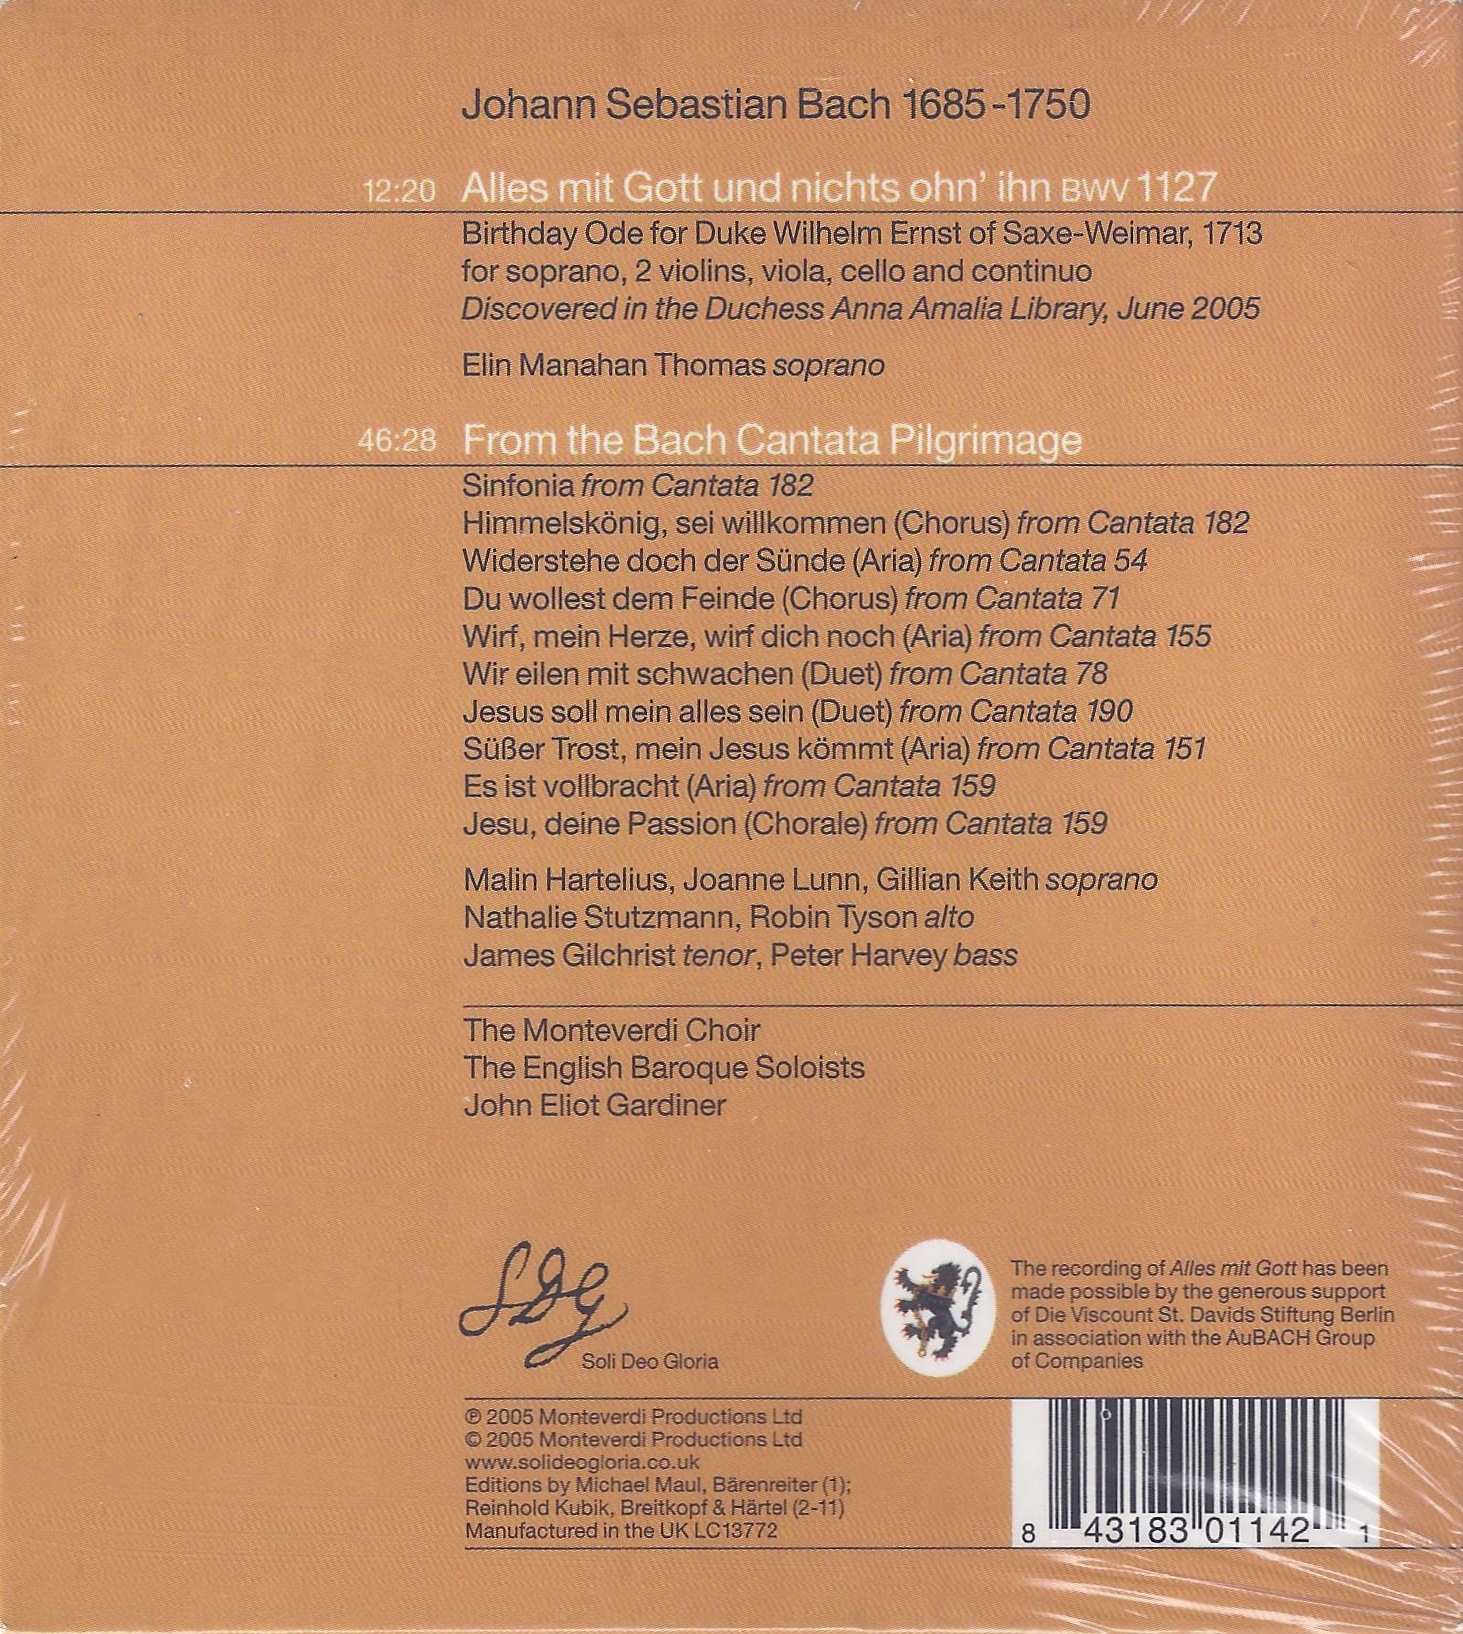 Johann Sebastian Bach 1685-1750
12:20 Alles mit Gott und nichts ohn' ihn BWV 1127
Birthday Ode for Duke Wilhelm Ernst of Saxe-Weimar, 1713
for soprano, 2 violins, viola, cello and continuo
Discovered in the Duchess Anna Amalia Library, June 2005
Elin Manahan Thomas soprano
46:28 From the Bach Cantata Pilgrimage
Sinfonia from Cantata 182
Himmelskönig, sei willkommen (Chorus) from Cantata 182
Widerstehe doch der Sünde (Aria) from Cantata 54
Du wollest dem Feinde (Chorus) from Cantata 71
Wirf, mein Herze, wirf dich noch (Aria) from Cantata 155
Wir eilen mit schwachen (Duet) from Cantata 78
Jesus soll mein alles sein (Duet) from Cantata 190
Süßer Trost, mein Jesus kömmt (Aria) from Cantata 151
Es ist vollbracht (Aria) from Cantata 159
Jesu, deine Passion (Chorale) from Cantata 159
Malin Hartelius, Joanne Lunn, Gillian Keith soprano
Nathalie Stutzmann, Robin Tyson alto
James Gilchrist tenor, Peter Harvey bass
The Monteverdi Choir
The English Baroque Soloists
John Eliot Gardiner
SDG
Soli Deo Gloria
The recording of Alles mit Gott has been
made possible by the generous support
of Die Viscount St. Davids Stiftung Berlin
in association with the AuBACH Group
of Companies
℗ 2005 Monteverdi Productions Ltd
© 2005 Monteverdi Productions Ltd
www.solideogloria.co.uk
Editions by Michael Maul, Bärenreiter (1);
Reinhold Kubik, Breitkopf & Härtel (2-11)
Manufactured in the UK LC13772
8 43183 01142 1